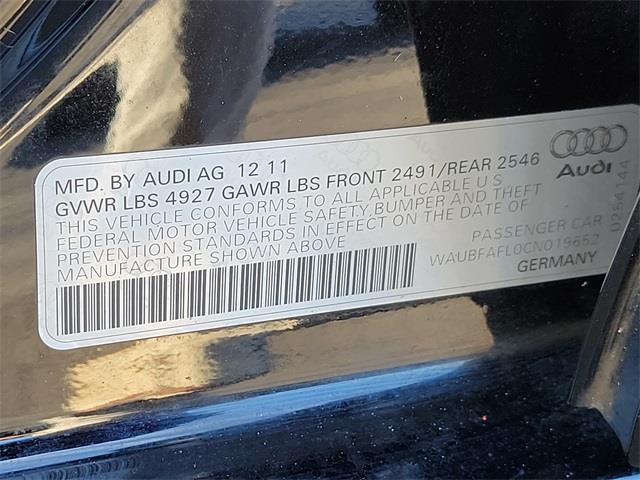 MFD. BY AUDI AG 12 11
GVWR LBS 4927 GAWR LBS FRONT 2491/REAR 2546
THIS VEHICLE CONFORMS TO ALL APPLICABLE U S
FEDERAL MOTOR VEHICLE SAFETY, BUMPER AND THEFT
PREVENTION STANDARDS IN EFFECT ON THE DATE OF
MANUFACTURE SHOWN ABOVE
PASSENGER CAR
WAUBFAFL0CN019652
GERMANY
Audi
0264144